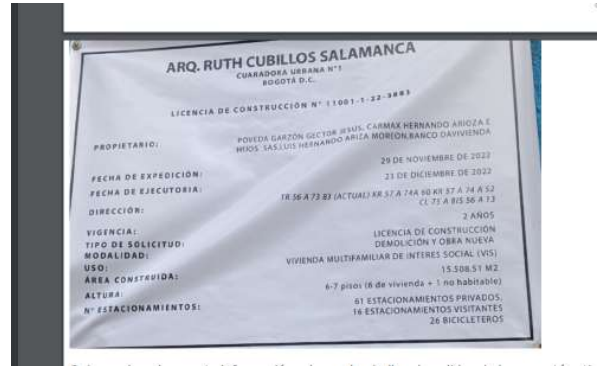 ARQ. RUTH CUBILLOS SALAMANCA
CUARADORA URBANA N°1
BOGOTÁ D.C.
LICENCIA DE CONSTRUCCIÓN N° 11001-1-22-3883
PROPIETARIO: POVEDA GARZÓN GECTOR JESUS, CARMAX HERNANDO ARIOZA E
HIJOS SAS,LUIS HERNANDO ARIZA MOREON,BANCO DAVIVIENDA
FECHA DE EXPEDICIÓN: 29 DE NOVIEMBRE DE 2022
FECHA DE EJECUTORIA: 23 DE DICIEMBRE DE 2022
DIRECCIÓN: TR 56 A 73 83 (ACTUAL) KR 57 A 74A 60 KR 57 A 74 A 52
CL 73 A BIS 56 A 13
VIGENCIA: 2 AÑOS
TIPO DE SOLICITUD: LICENCIA DE CONSTRUCCIÓN
MODALIDAD: DEMOLICIÓN Y OBRA NUEVA
USO: VIVIENDA MULTIFAMILIAR DE INTERES SOCIAL (VIS)
ÁREA CONSTRUIDA: 15.508.51 M2
ALTURA: 6-7 pisos (6 de vivienda + 1 no habitable)
N° ESTACIONAMIENTOS: 61 ESTACIONAMIENTOS PRIVADOS,
16 ESTACIONAMIENTOS VISITANTES
26 BICICLETEROS